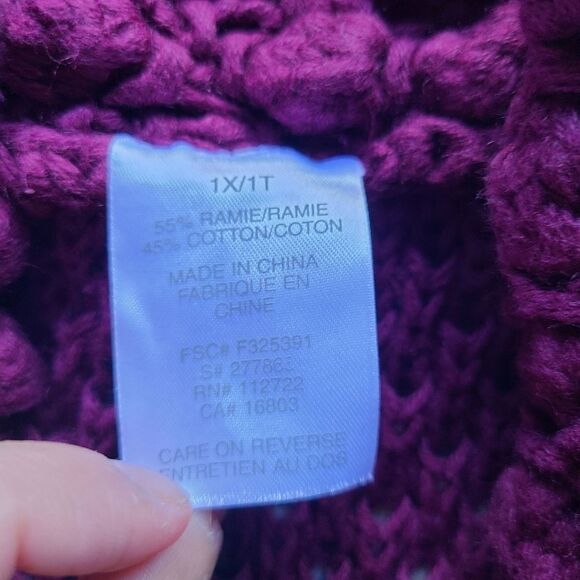 1X/1T
55% RAMIE/RAMIE
45% COTTON/COTON
MADE IN CHINA
FABRIQUE EN
CHINE
FSC# F325391
S#
RN# 112722
CA# 16803
CARE ON REVERSE
ENTRETIEN AU DOS